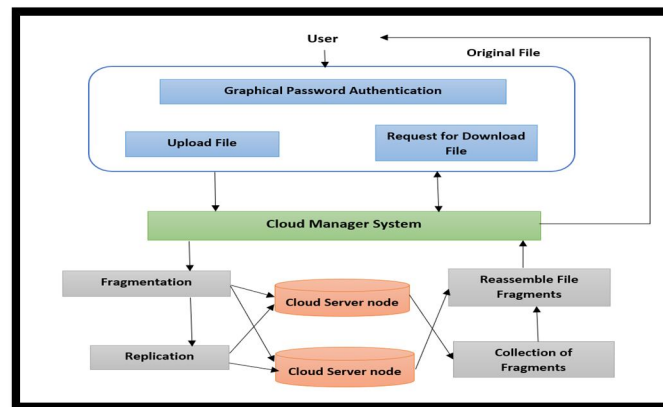 User
Original File
Graphical Password Authentication
Upload File
Request for Download
File
Cloud Manager System
Fragmentation
Cloud Server node
Reassemble File
Fragments
Replication
Cloud Server node
Collection of
Fragments